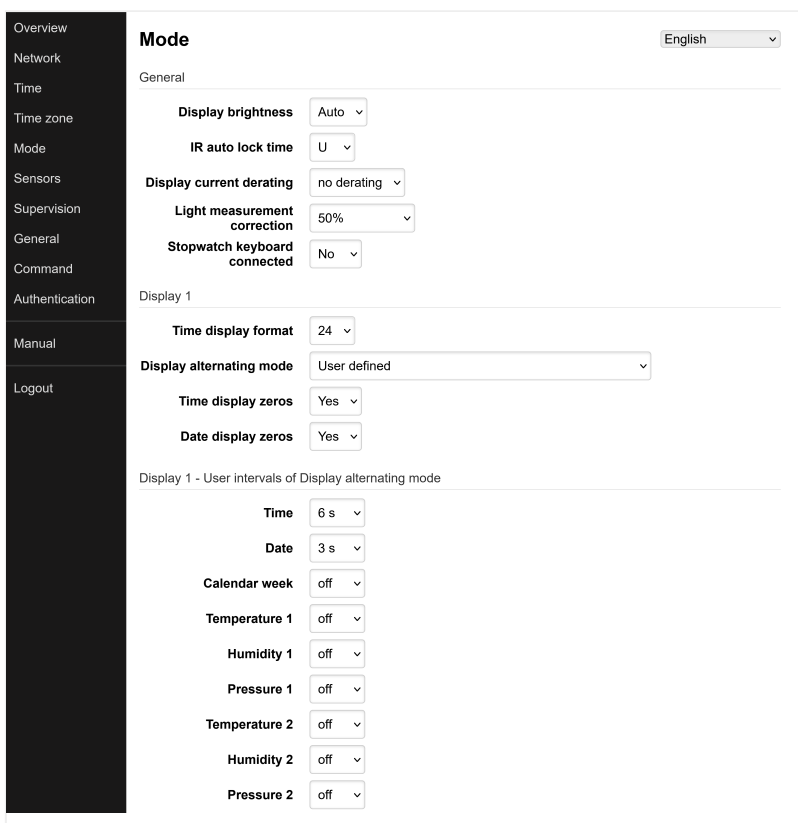 Overview
Network
Time
Time zone
Mode
Sensors
Supervision
General
Command
Authentication
Manual
Logout
Mode
English
General
Display brightness Auto
IR auto lock time U
Display current derating no derating
Light measurement
correction 50%
Stopwatch keyboard
connected No
Display 1
Time display format 24
Display alternating mode User defined
Time display zeros Yes
Date display zeros Yes
Display 1 - User intervals of Display alternating mode
Time 6 s
Date 3 s
Calendar week off
Temperature 1 off
Humidity 1 off
Pressure 1 off
Temperature 2 off
Humidity 2 off
Pressure 2 off